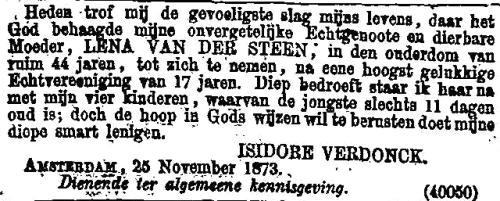 Heden trof mij de gevoeligste slag mijns levens, daar het
God behaagde mijne onvergetelijke Echtgenoote en dierbare
Moeder, LENA VAN DER STEEN, in den ouderdom van
ruim 44 jaren, tot zich te nemen, na eene hoogst gelukkige
Echtvereeniging van 17 jaren. Diep bedroeft staar ik haar na
met mijn vier kinderen, waarvan de jongste slechts 11 dagen
oud is; doch de hoop in Gods wijzen wil te berusten doet mijne
diepe smart lenigen.
ISIDORE VERDONCK.
AMSTERDAM, 25 November 1873.
Dienende ter algemeene kennisgeving. (40050)